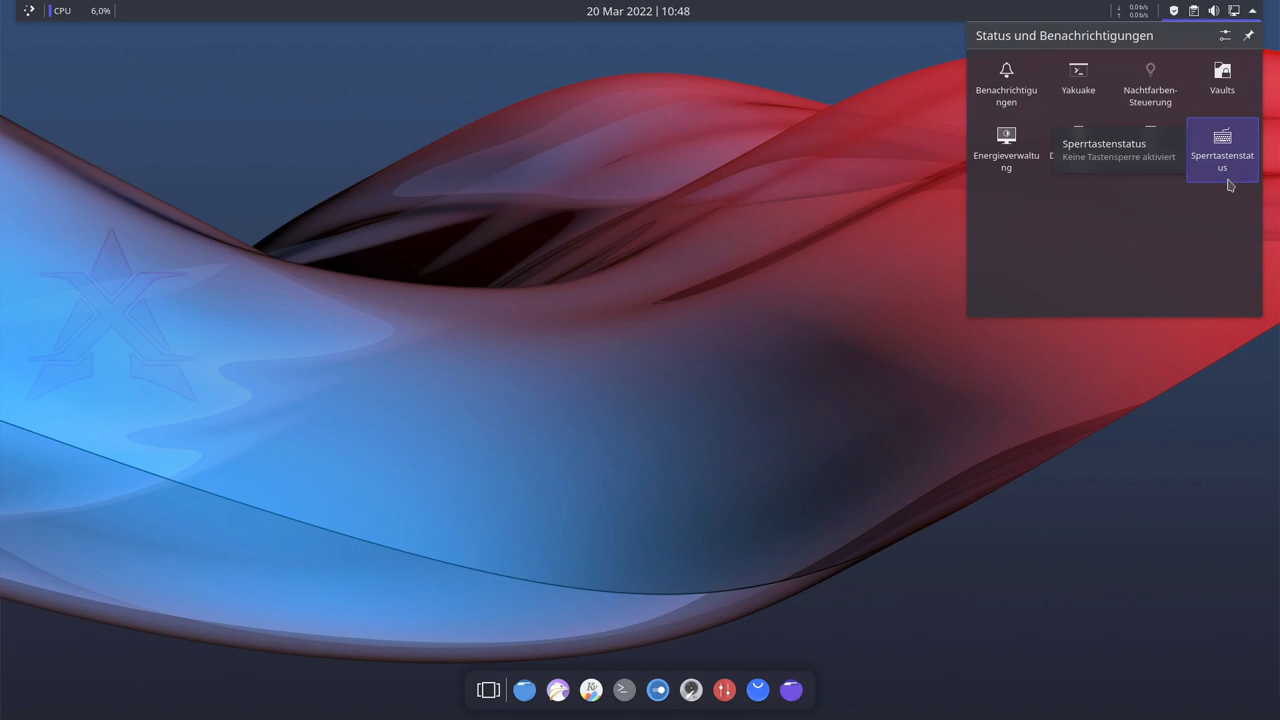 CPU 6,0%
20 Mar 2022 | 10:48
↓ 0.0 b/s
↑ 0.0 b/s
Status und Benachrichtigungen
Benachrichtigu
ngen
Yakuake
Nachtfarben-
Steuerung
Vaults
Energieverwaltu
ng
D
Sperrtastenstatus
Keine Tastensperre aktiviert
Sperrtastenstat
us
Kv